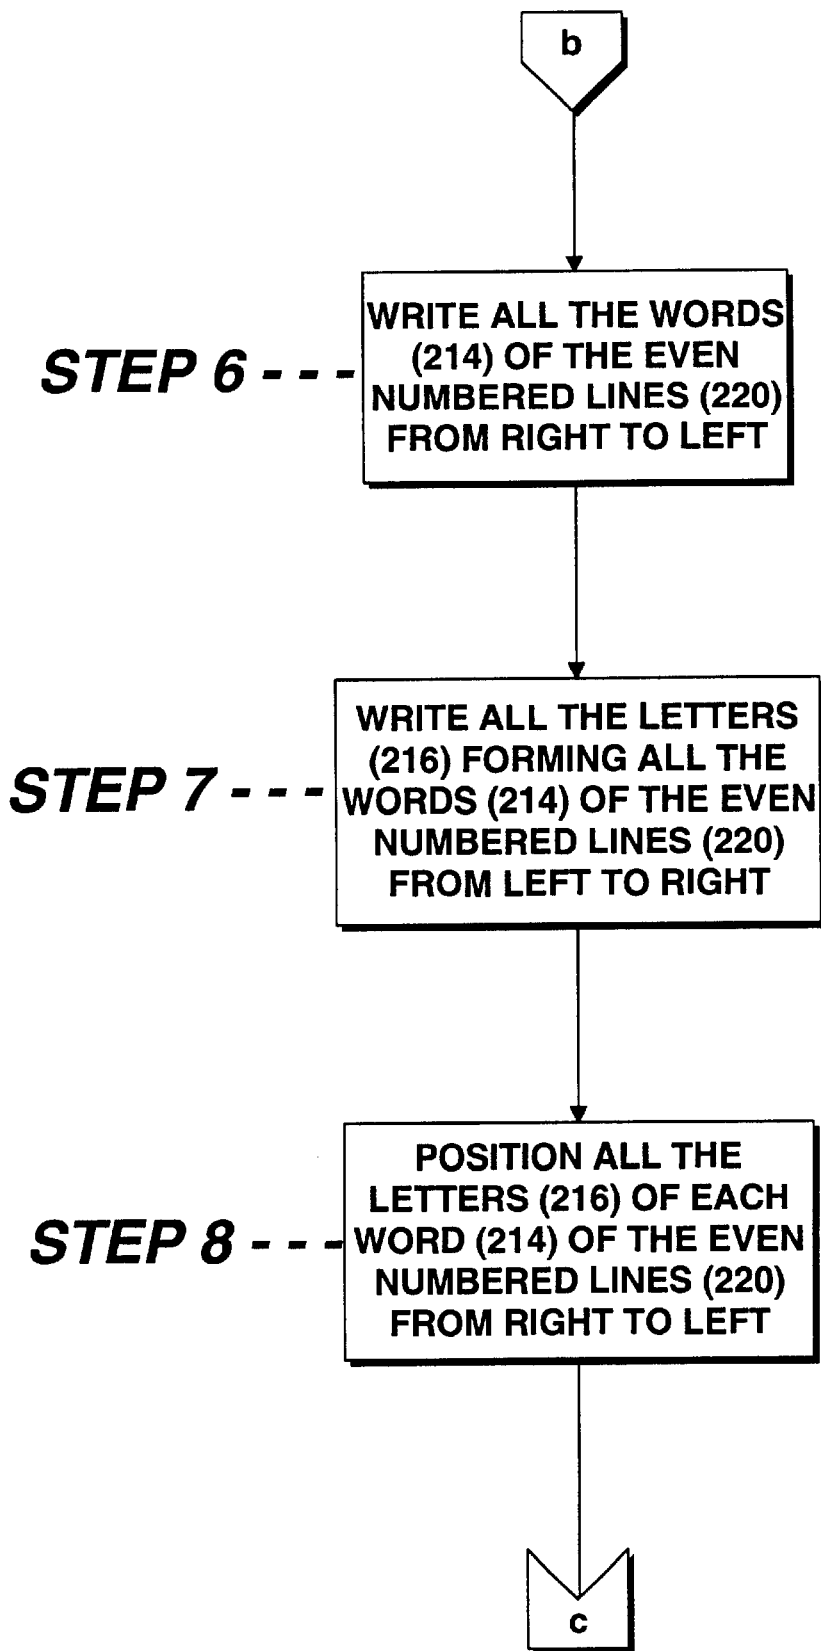 b
WRITE ALL THE WORDS
(214) OF THE EVEN
STEP 6 - - -
NUMBERED LINES (220)
FROM RIGHT TO LEFT
WRITE ALL THE LETTERS
(216) FORMING ALL THE
STEP 7 - - -
WORDS (214) OF THE EVEN
NUMBERED LINES (220)
FROM LEFT TO RIGHT
POSITION ALL THE
LETTERS (216) OF EACH
STEP 8 - - -
WORD (214) OF THE EVEN
NUMBERED LINES (220)
FROM RIGHT TO LEFT
c